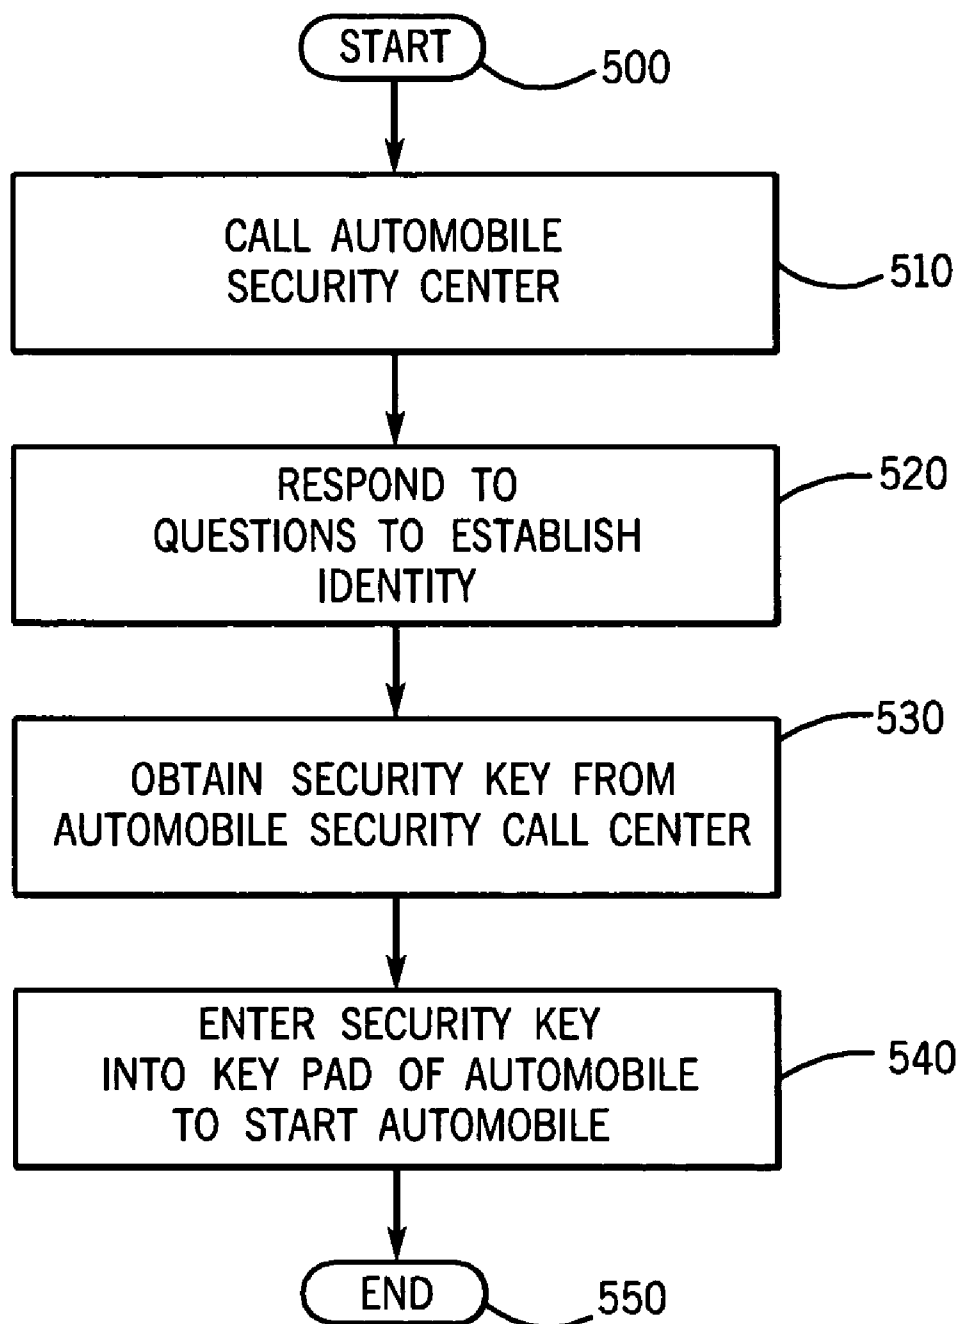 START
500
CALL AUTOMOBILE
SECURITY CENTER
510
RESPOND TO
QUESTIONS TO ESTABLISH
IDENTITY
520
OBTAIN SECURITY KEY FROM
AUTOMOBILE SECURITY CALL CENTER
530
ENTER SECURITY KEY
INTO KEY PAD OF AUTOMOBILE
TO START AUTOMOBILE
540
END
550